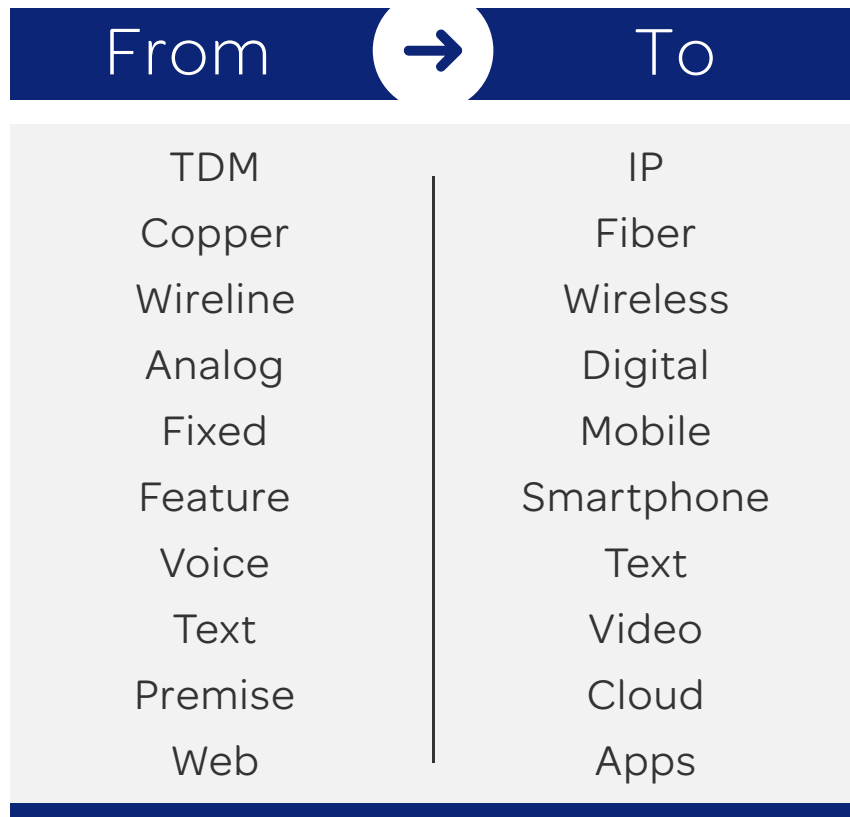 From → To
TDM IP
Copper Fiber
Wireline Wireless
Analog Digital
Fixed Mobile
Feature Smartphone
Voice Text
Text Video
Premise Cloud
Web Apps